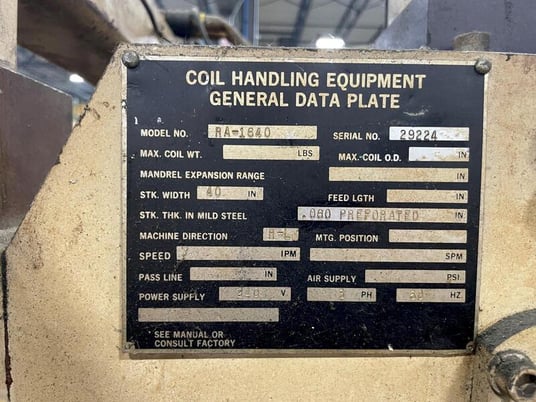 COIL HANDLING EQUIPMENT
GENERAL DATA PLATE
MODEL NO. RA-1640 SERIAL NO. 29224
MAX. COIL WT. LBS MAX. COIL O.D. IN
MANDREL EXPANSION RANGE IN
STK. WIDTH 40 IN. FEED LGTH IN
STK. THK. IN MILD STEEL .060 PREFORATED IN
MACHINE DIRECTION R-L MTG. POSITION
SPEED IPM SPM
PASS LINE IN AIR SUPPLY PSI.
POWER SUPPLY 240 V 3 PH 60 HZ.
SEE MANUAL OR
CONSULT FACTORY